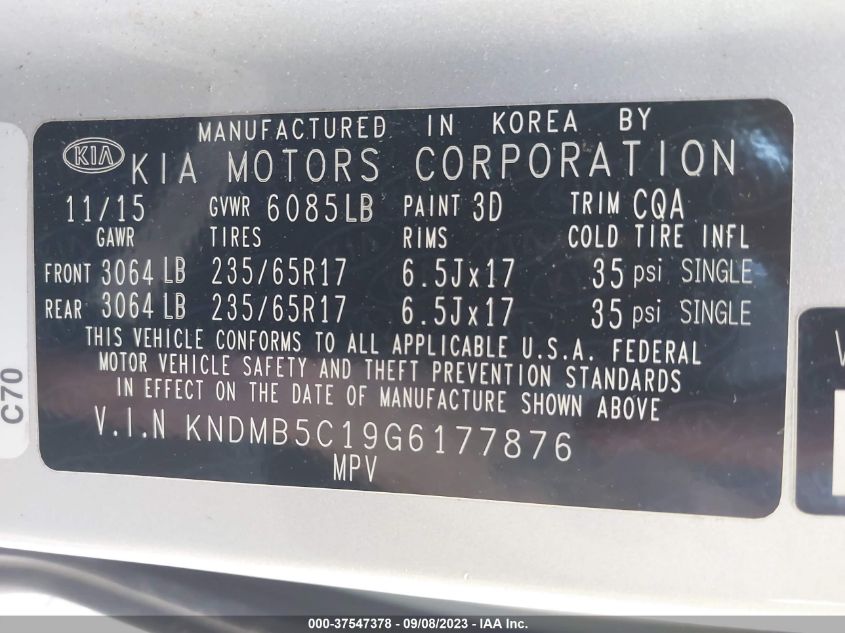 MANUFACTURED IN KOREA BY
KIA KIA MOTORS CORPORATION
11/15 GVWR 6085LB PAINT 3D TRIM CQA
GAWR TIRES RIMS COLD TIRE INFL
FRONT 3064 LB 235/65R17 6.5Jx17 35 psi SINGLE
REAR 3064 LB 235/65R17 6.5Jx17 35 psi SINGLE
THIS VEHICLE CONFORMS TO ALL APPLICABLE U.S.A. FEDERAL
MOTOR VEHICLE SAFETY AND THEFT PREVENTION STANDARDS
IN EFFECT ON THE DATE OF MANUFACTURE SHOWN ABOVE
V.I.N KNDMB5C19G6177876
MPV
C70
000-37547378 - 09/08/2023 - IAA Inc.